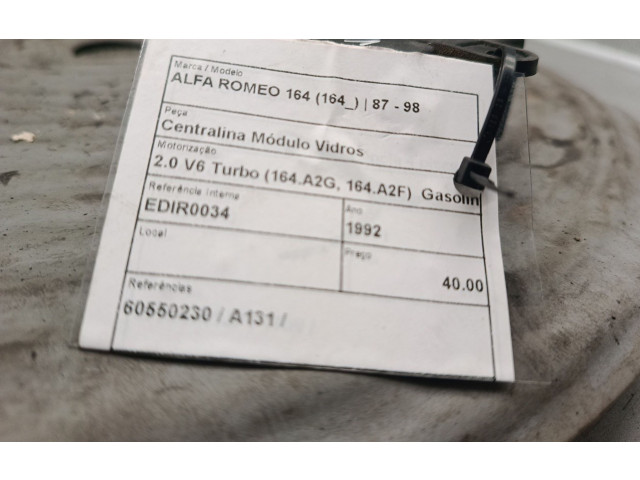 Marca / Modelo
ALFA ROMEO 164 (164_) | 87 - 98
Peça
Centralina Módulo Vidros
Motorização
2.0 V6 Turbo (164.A2G, 164.A2F) Gasolin
Referência Interna
EDIR0034
Ano
1992
Local
Preço
40.00
Referências
60550230 / A131 /